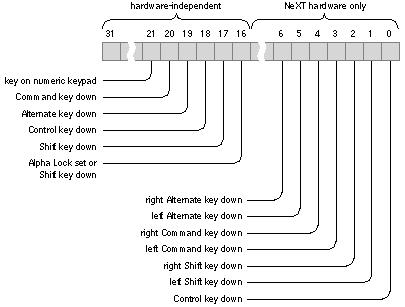 hardware-independent
NeXT hardware only
31 21 20 19 18 17 16 6 5 4 3 2 1 0
key on numeric keypad
Command key down
Alternate key down
Control key down
Shift key down
Alpha Lock set or
Shift key down
right Alternate key down
left Alternate key down
right Command key down
left Command key down
right Shift key down
left Shift key down
Control key down